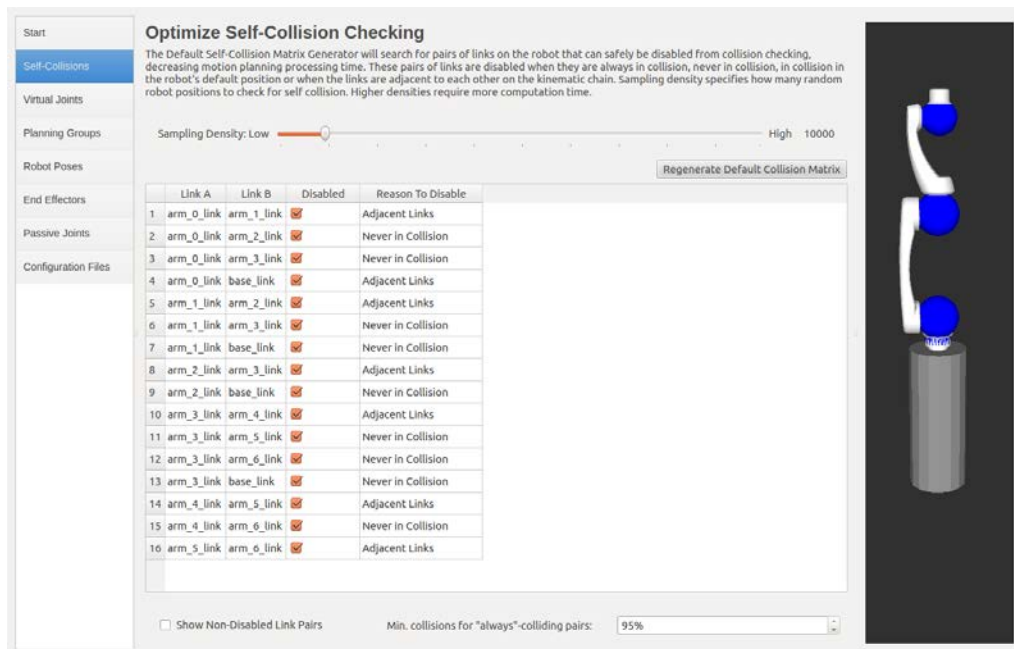 Start
Self-Collisions
Virtual Joints
Planning Groups
Robot Poses
End Effectors
Passive Joints
Configuration Files
Optimize Self-Collision Checking
The Default Self-Collision Matrix Generator will search for pairs of links on the robot that can safely be disabled from collision checking,
decreasing motion planning processing time. These pairs of links are disabled when they are always in collision, never in collision, in collision in
the robot's default position or when the links are adjacent to each other on the kinematic chain. Sampling density specifies how many random
robot positions to check for self collision. Higher densities require more computation time.
Sampling Density: Low High 10000
Regenerate Default Collision Matrix
Link A Link B Disabled Reason To Disable
1 arm_0_link arm_1_link Adjacent Links
2 arm_0_link arm_2_link Never in Collision
3 arm_0_link arm_3_link Never in Collision
4 arm_0_link base_link Adjacent Links
5 arm_1_link arm_2_link Adjacent Links
6 arm_1_link arm_3_link Never in Collision
7 arm_1_link base_link Never in Collision
8 arm_2_link arm_3_link Adjacent Links
9 arm_2_link base_link Never in Collision
10 arm_3_link arm_4_link Adjacent Links
11 arm_3_link arm_5_link Never in Collision
12 arm_3_link arm_6_link Never in Collision
13 arm_3_link base_link Never in Collision
14 arm_4_link arm_5_link Adjacent Links
15 arm_4_link arm_6_link Never in Collision
16 arm_5_link arm_6_link Adjacent Links
Show Non-Disabled Link Pairs Min. collisions for "always"-colliding pairs: 95%